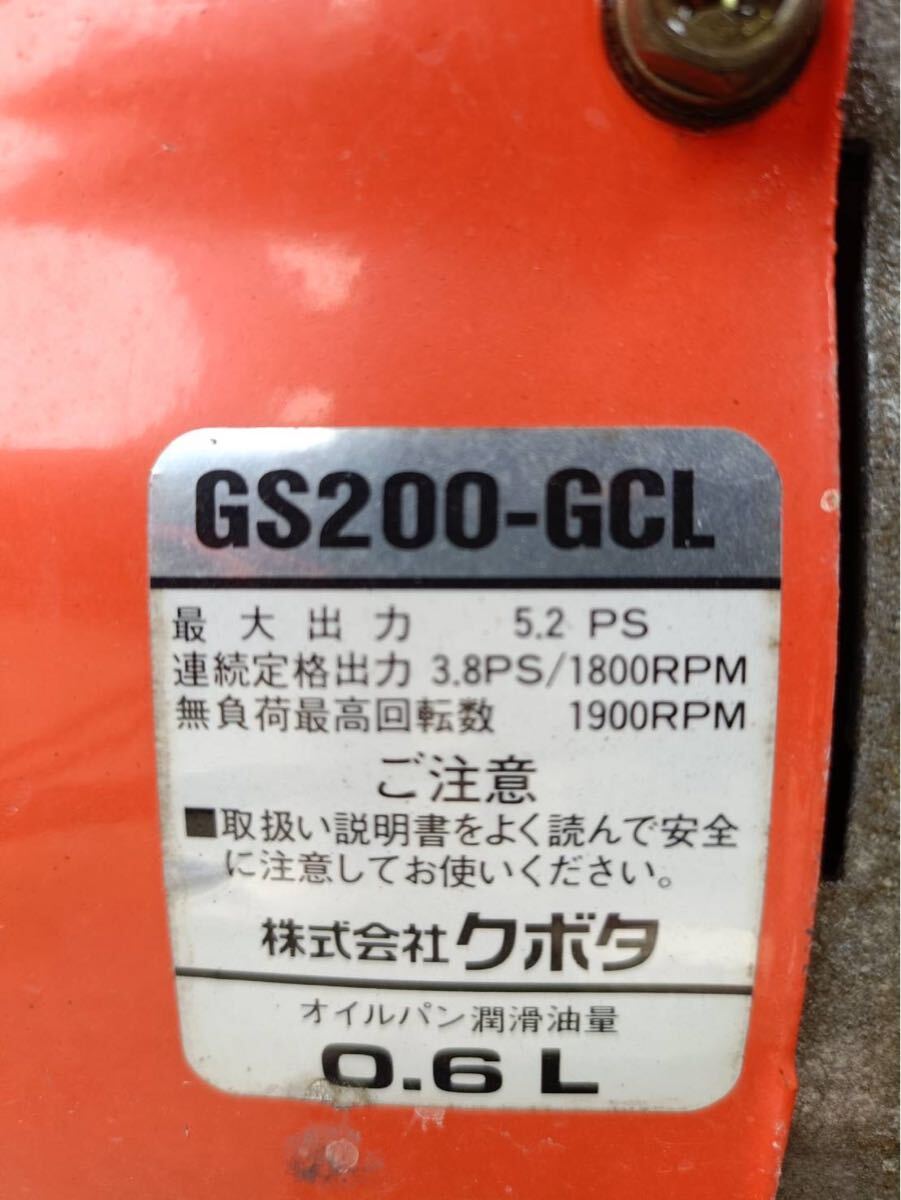 GS200-GCL
最大出力 5.2 PS
連続定格出力 3.8PS/1800RPM
無負荷最高回転数 1900RPM
ご注意
■取扱い説明書をよく読んで安全
に注意してお使いください。
株式会社クボタ
オイルパン潤滑油量
0.6 L